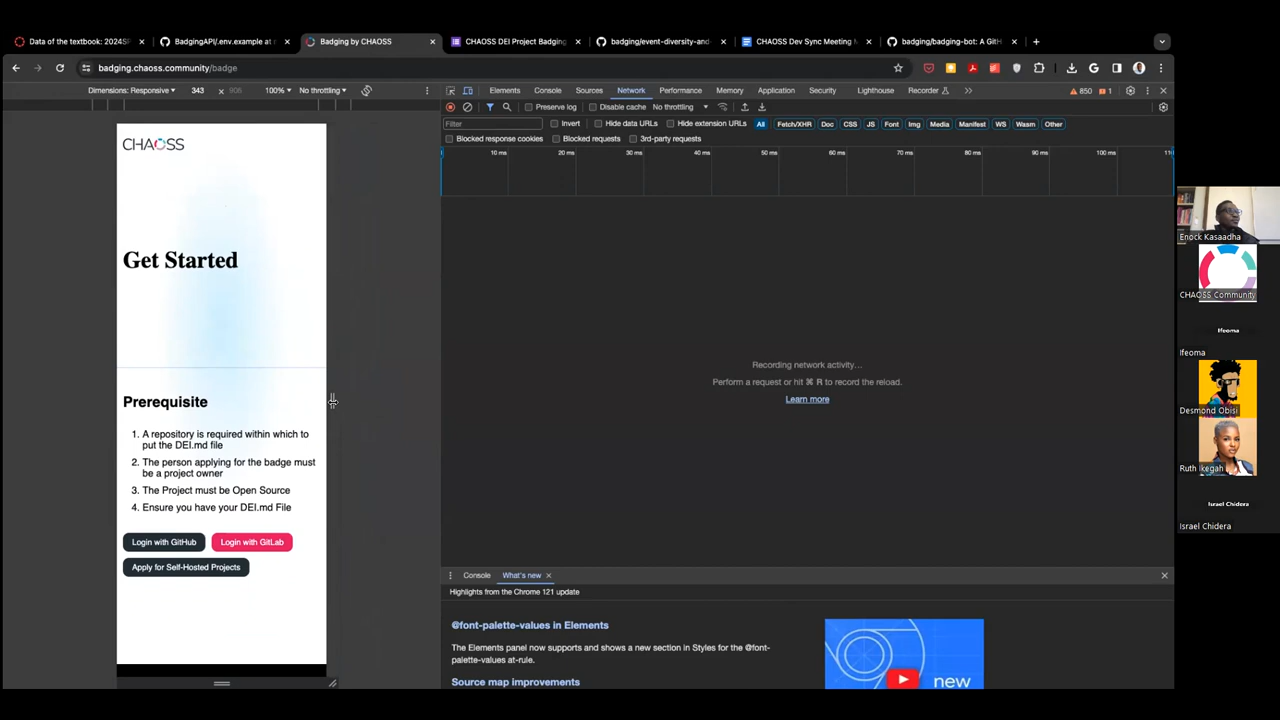 Data of the textbook: 2024SP
BadgingAPI/.env.example at
Badging by CHAOSS
CHAOSS DEI Project Badging
badging/event-diversity-and-
CHAOSS Dev Sync Meeting
badging/badging-bot: A GitH
badging.chaoss.community/badge
Dimensions: Responsive
343
x
906
100%
No throttling
Elements
Console
Sources
Network
Performance
Memory
Application
Security
Lighthouse
Recorder
850
1
Preserve log
Disable cache
No throttling
Filter
Invert
Hide data URLs
Hide extension URLs
All
Fetch/XHR
Doc
CSS
JS
Font
Img
Media
Manifest
WS
Wasm
Other
Blocked response cookies
Blocked requests
3rd-party requests
10 ms
20 ms
30 ms
40 ms
50 ms
60 ms
70 ms
80 ms
90 ms
100 ms
CHAOSS
Get Started
Prerequisite
1. A repository is required within which to
put the DEI.md file
2. The person applying for the badge must
be a project owner
3. The Project must be Open Source
4. Ensure you have your DEI.md File
Login with GitHub
Login with GitLab
Apply for Self-Hosted Projects
Recording network activity...
Perform a request or hit ⌘ R to record the reload.
Learn more
Console
What's new
Highlights from the Chrome 121 update
@font-palette-values in Elements
The Elements panel now supports and shows a new section in Styles for the @font-
palette-values at-rule.
Source map improvements
new
Enock Kasaadha
CHAOSS Community
Ifeoma
Ifeoma
Desmond Obisi
Ruth Ikegah
Israel Chidera
Israel Chidera